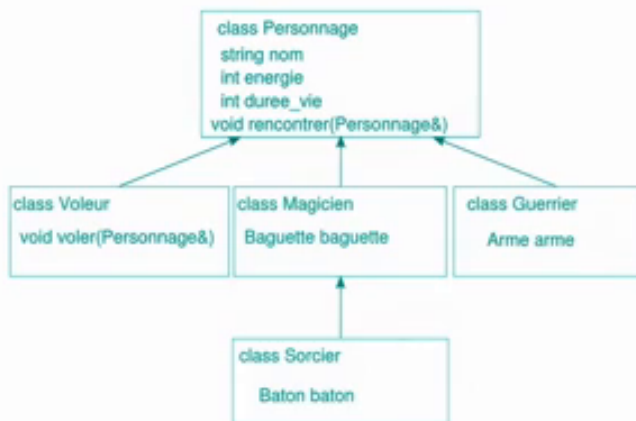 class Personnage
string nom
int energie
int duree_vie
void rencontrer(Personnage&)
class Voleur
void voler(Personnage&)
class Magicien
Baguette baguette
class Guerrier
Arme arme
class Sorcier
Baton baton